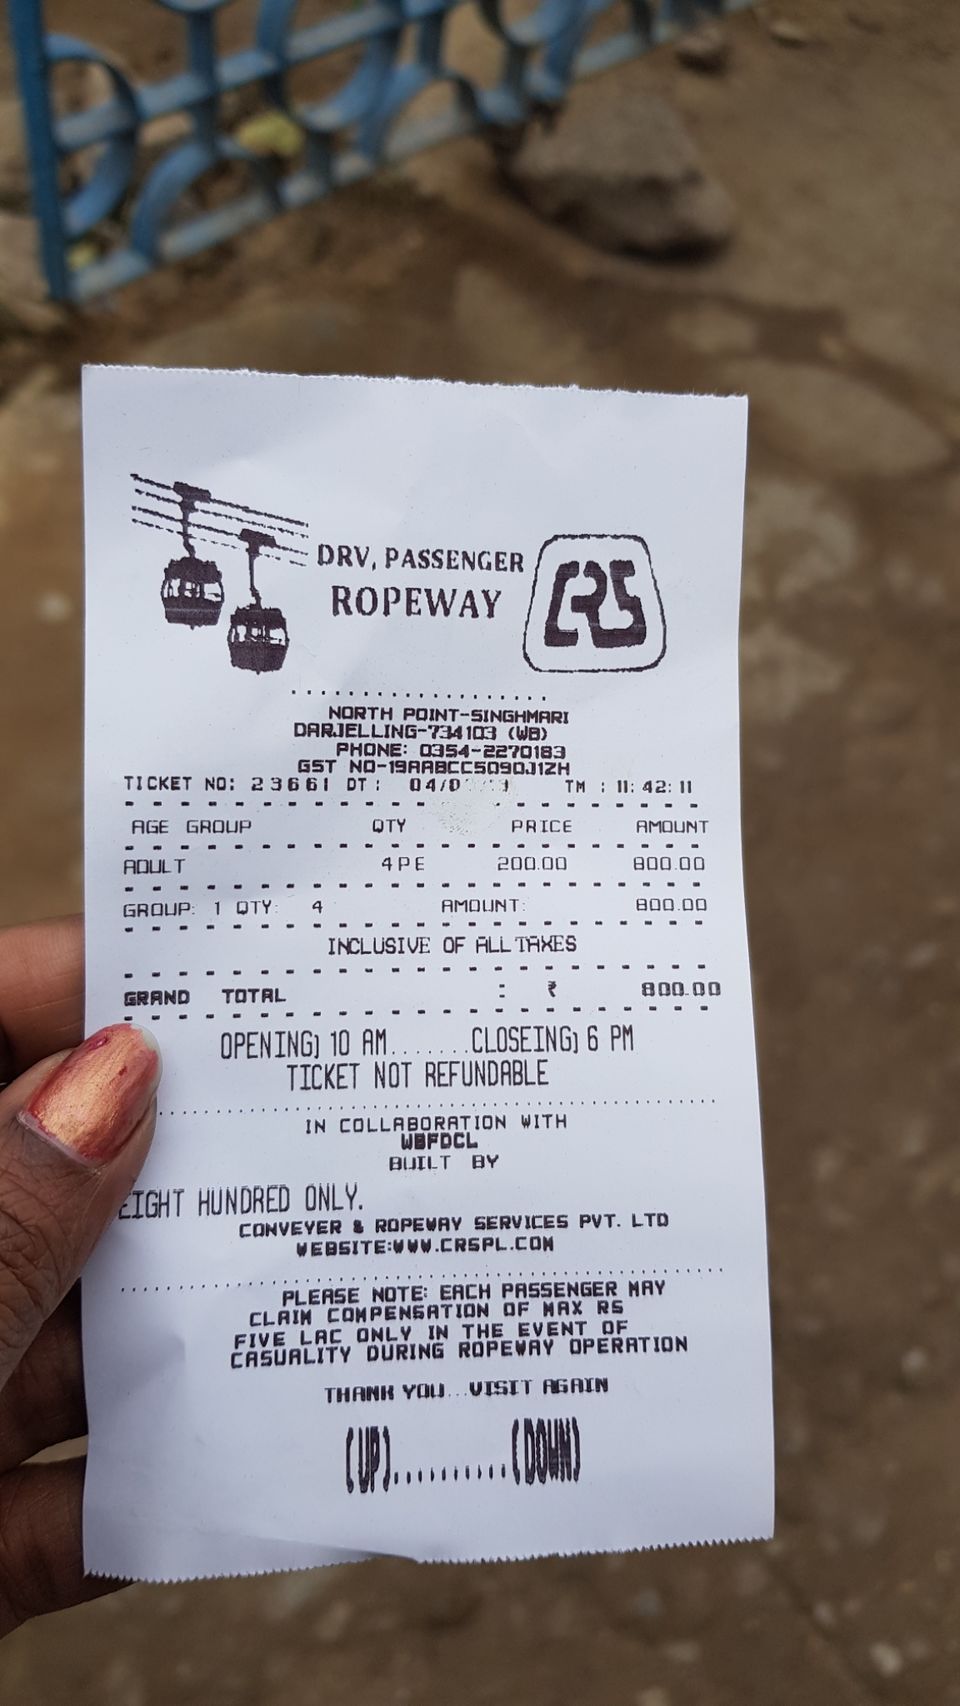 DRV, PASSENGER
ROPEWAY
CRS
NORTH POINT-SINGHMARI
DARJELLING-734103 (WB)
PHONE: 0354-2270183
GST NO-19AABCC5090J1ZH
TICKET NO: 23661 DT: TM : 11:42:11
AGE GROUP QTY PRICE AMOUNT
ADULT 4PE 200.00 800.00
GROUP: 1 QTY: 4 AMOUNT: 800.00
INCLUSIVE OF ALL TAXES
GRAND TOTAL : ₹ 800.00
OPENING) 10 AM.......CLOSEING) 6 PM
TICKET NOT REFUNDABLE
IN COLLABORATION WITH
WBFDCL
BUILT BY
EIGHT HUNDRED ONLY.
CONVEYER & ROPEWAY SERVICES PVT. LTD
WEBSITE:WWW.CRSPL.COM
PLEASE NOTE: EACH PASSENGER MAY
CLAIM COMPENSATION OF MAX RS
FIVE LAC ONLY IN THE EVENT OF
CASUALITY DURING ROPEWAY OPERATION
THANK YOU...VISIT AGAIN
(UP)..........(DOWN)